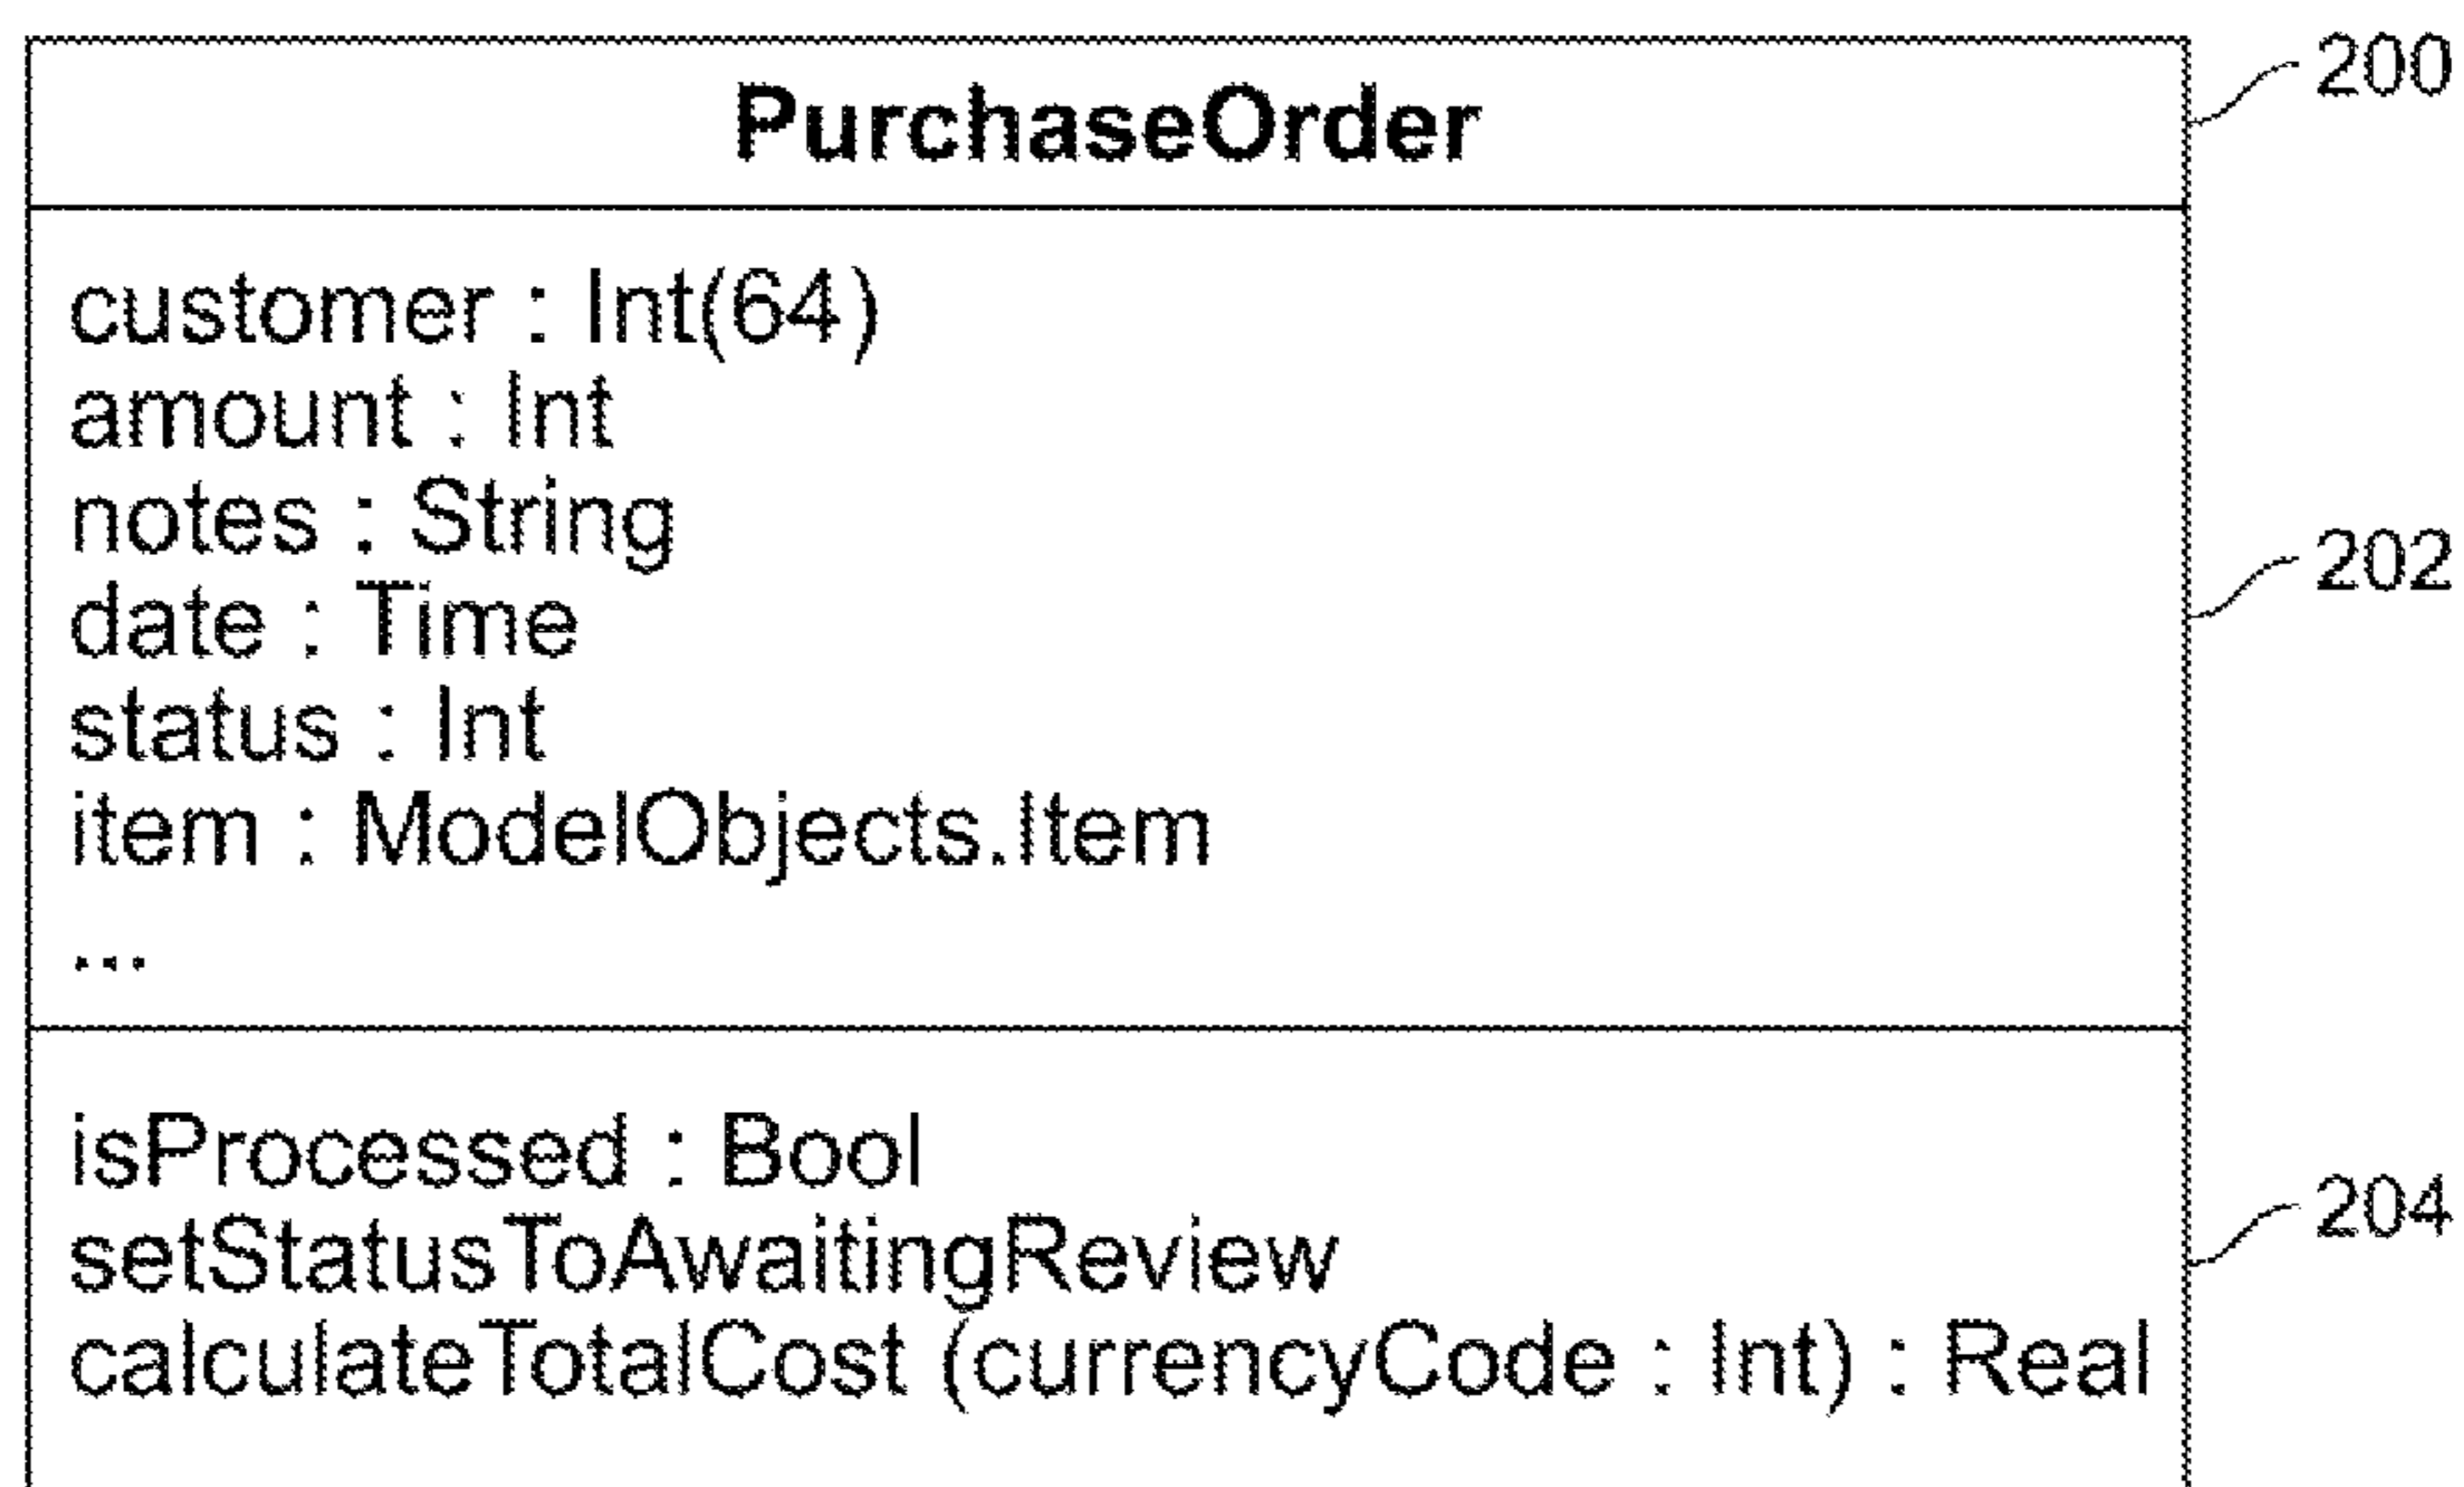 PurchaseOrder
200
customer : Int(64)
amount : Int
notes : String
date : Time
status : Int
item : ModelObjects.Item
...
202
isProcessed : Bool
setStatusToAwaitingReview
calculateTotalCost (currencyCode : Int) : Real
204